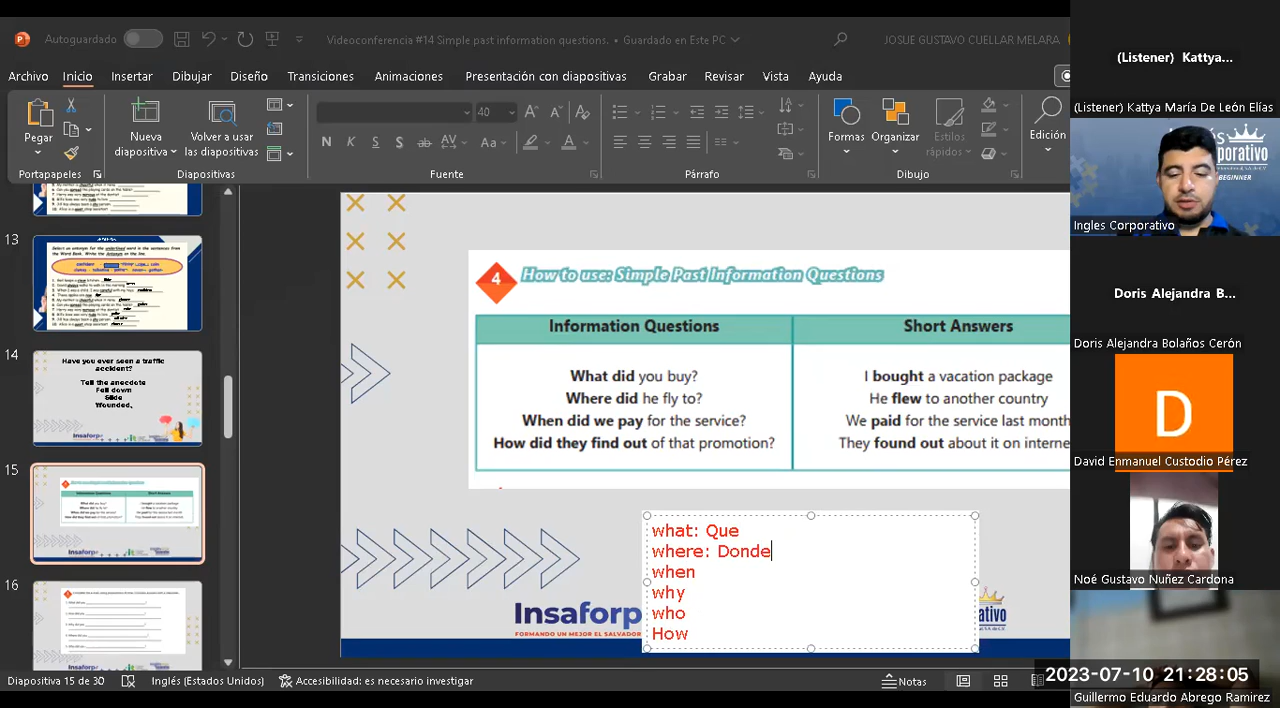 Autoguardado
Videoconferencia #14 Simple past information questions. • Guardado en Este PC
JOSUE GUSTAVO CUELLAR MELARA
Archivo Inicio Insertar Dibujar Diseño Transiciones Animaciones Presentación con diapositivas Grabar Revisar Vista Ayuda
Pegar
Nueva diapositiva
Volver a usar las diapositivas
40
N K S S ab AV Aa A
Formas
Organizar
Estilos rápidos
Edición
Portapapeles
Diapositivas
Fuente
Párrafo
Dibujo
13
14
Have you ever seen a traffic
accident?
Tell the anecdote
Fell down
Slide
Wounded,
15
16
4
How to use: Simple Past Information Questions
Information Questions
Short Answers
What did you buy?
I bought a vacation package
Where did he fly to?
He flew to another country
When did we pay for the service?
We paid for the service last month
How did they find out of that promotion?
They found out about it on interne
what: Que
where: Donde
when
why
who
How
Insaforp
FORMANDO UN MEJOR EL SALVADOR
Diapositiva 15 de 30
Inglés (Estados Unidos)
Accesibilidad: es necesario investigar
Notas
(Listener) Kattya...
(Listener) Kattya María De León Elías
BEGINNER
Ingles Corporativo
Doris Alejandra B...
Doris Alejandra Bolaños Cerón
D
David Enmanuel Custodio Pérez
Noé Gustavo Nuñez Cardona
2023-07-10 21:28:05
Guillermo Eduardo Abrego Ramirez